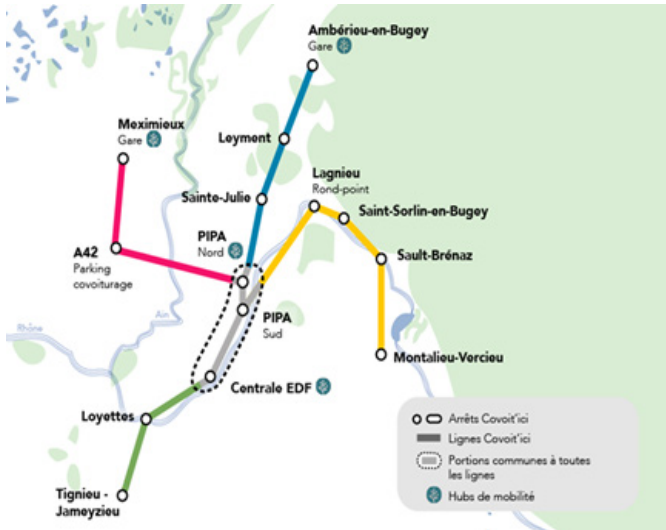 Ambérieu-en-Bugey
Gare
Meximieux
Gare
Leyment
Lagnieu
Rond-point
Sainte-Julie
Saint-Sorlin-en-Bugey
PIPA
Nord
A42
Parking
covoiturage
Sault-Brénaz
Ain
Rhône
PIPA
Sud
Montalieu-Vercieu
Centrale EDF
Loyettes
Arrêts Covoit'ici
Lignes Covoit'ici
Portions communes à toutes
les lignes
Hubs de mobilité
Tignieu -
Jameyzieu